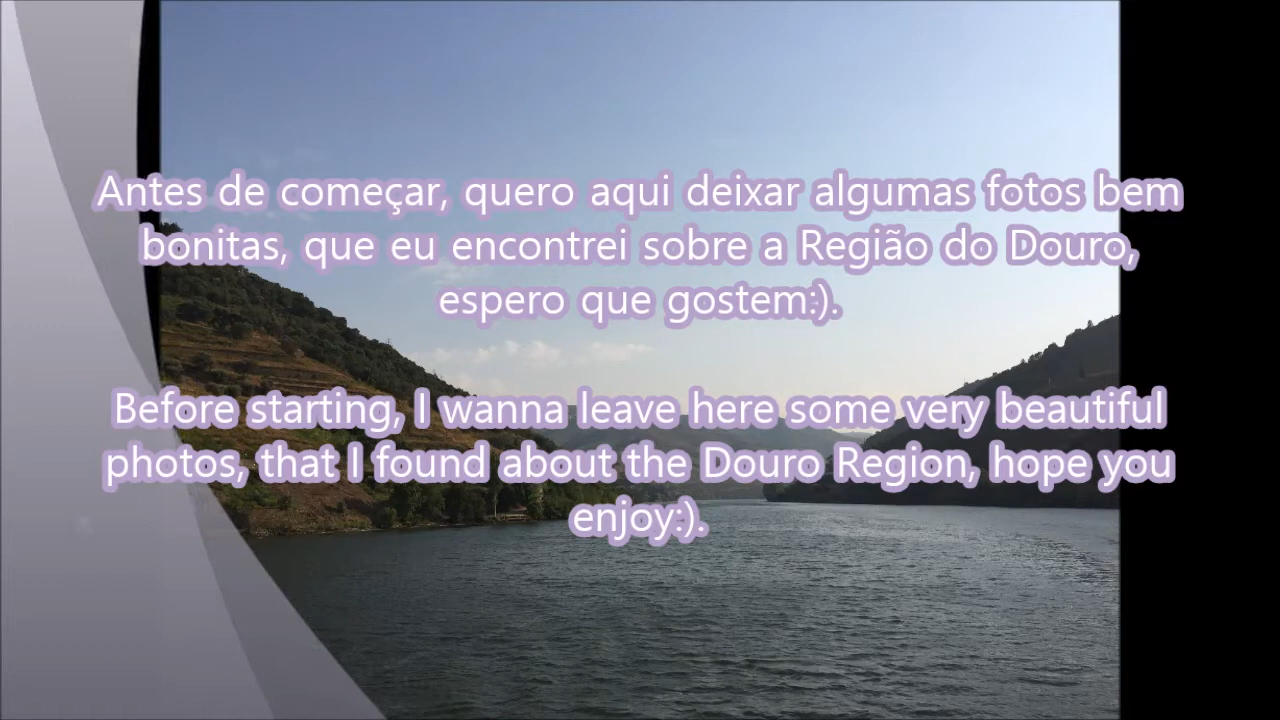 Antes de começar, quero aqui deixar algumas fotos bem
bonitas, que eu encontrei sobre a Região do Douro,
espero que gostem:).
Before starting, I wanna leave here some very beautiful
photos, that I found about the Douro Region, hope you
enjoy:).